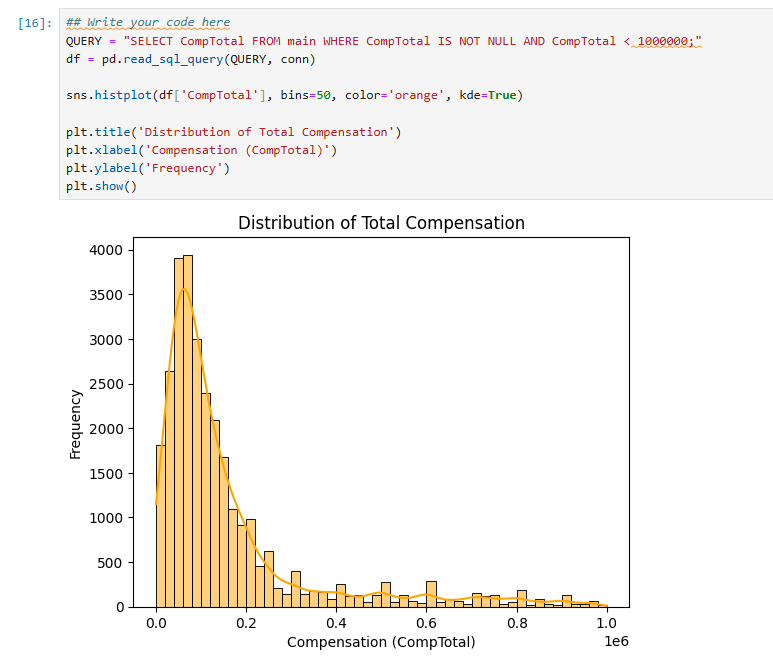 [16]: ## Write your code here
QUERY = "SELECT CompTotal FROM main WHERE CompTotal IS NOT NULL AND CompTotal < 1000000;"
df = pd.read_sql_query(QUERY, conn)
sns.histplot(df['CompTotal'], bins=50, color='orange', kde=True)
plt.title('Distribution of Total Compensation')
plt.xlabel('Compensation (CompTotal)')
plt.ylabel('Frequency')
plt.show()
Distribution of Total Compensation
4000
3500
3000
2500
2000
1500
1000
500
0
Frequency
0.0 0.2 0.4 0.6 0.8 1.0
1e6
Compensation (CompTotal)